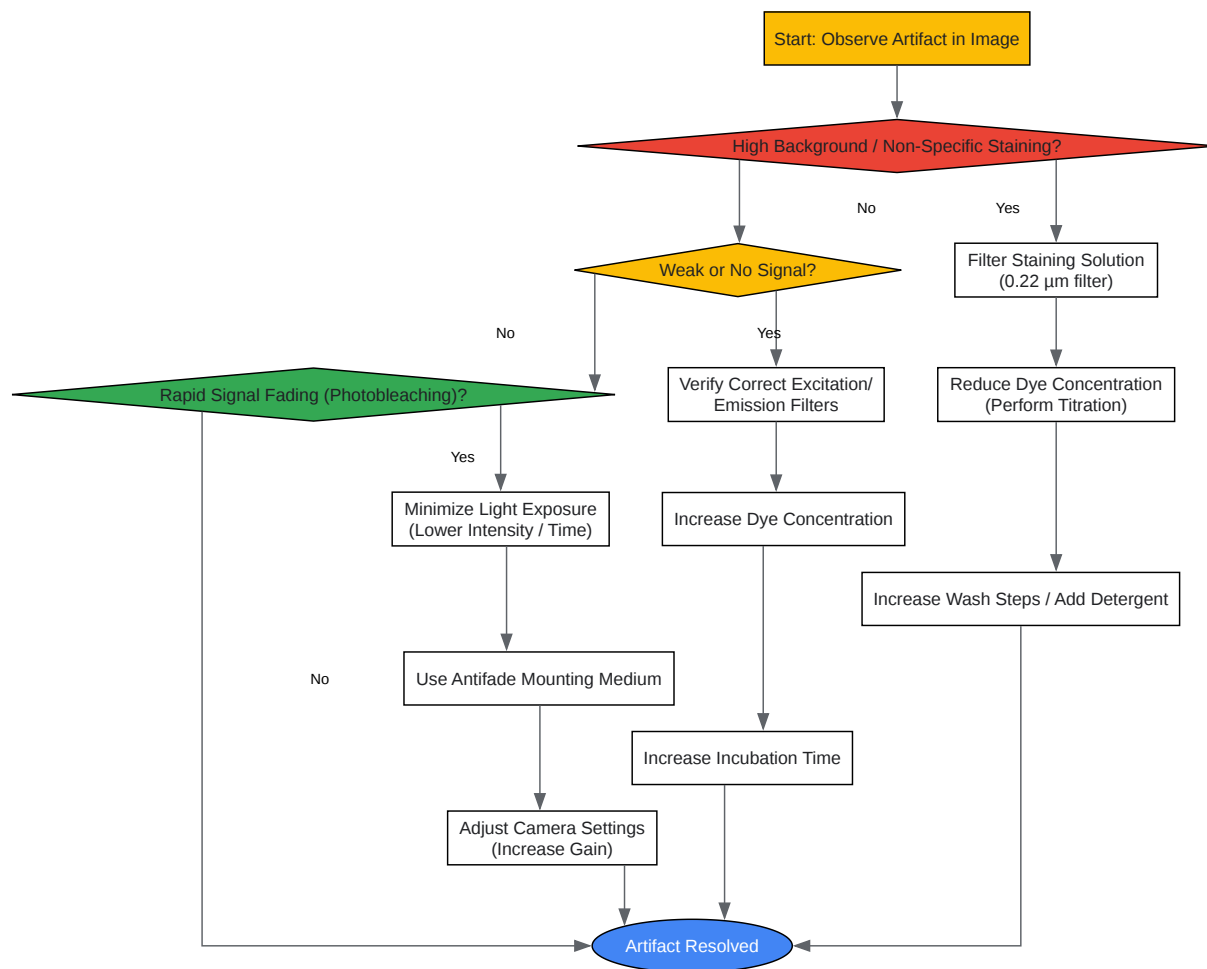 Start: Observe Artifact in Image
High Background / Non-Specific Staining?
No
Yes
Weak or No Signal?
Filter Staining Solution
(0.22 µm filter)
No
Yes
Rapid Signal Fading (Photobleaching)?
Verify Correct Excitation/
Emission Filters
Reduce Dye Concentration
(Perform Titration)
Yes
Minimize Light Exposure
(Lower Intensity / Time)
Increase Dye Concentration
Increase Wash Steps / Add Detergent
No
Use Antifade Mounting Medium
Increase Incubation Time
Adjust Camera Settings
(Increase Gain)
Artifact Resolved